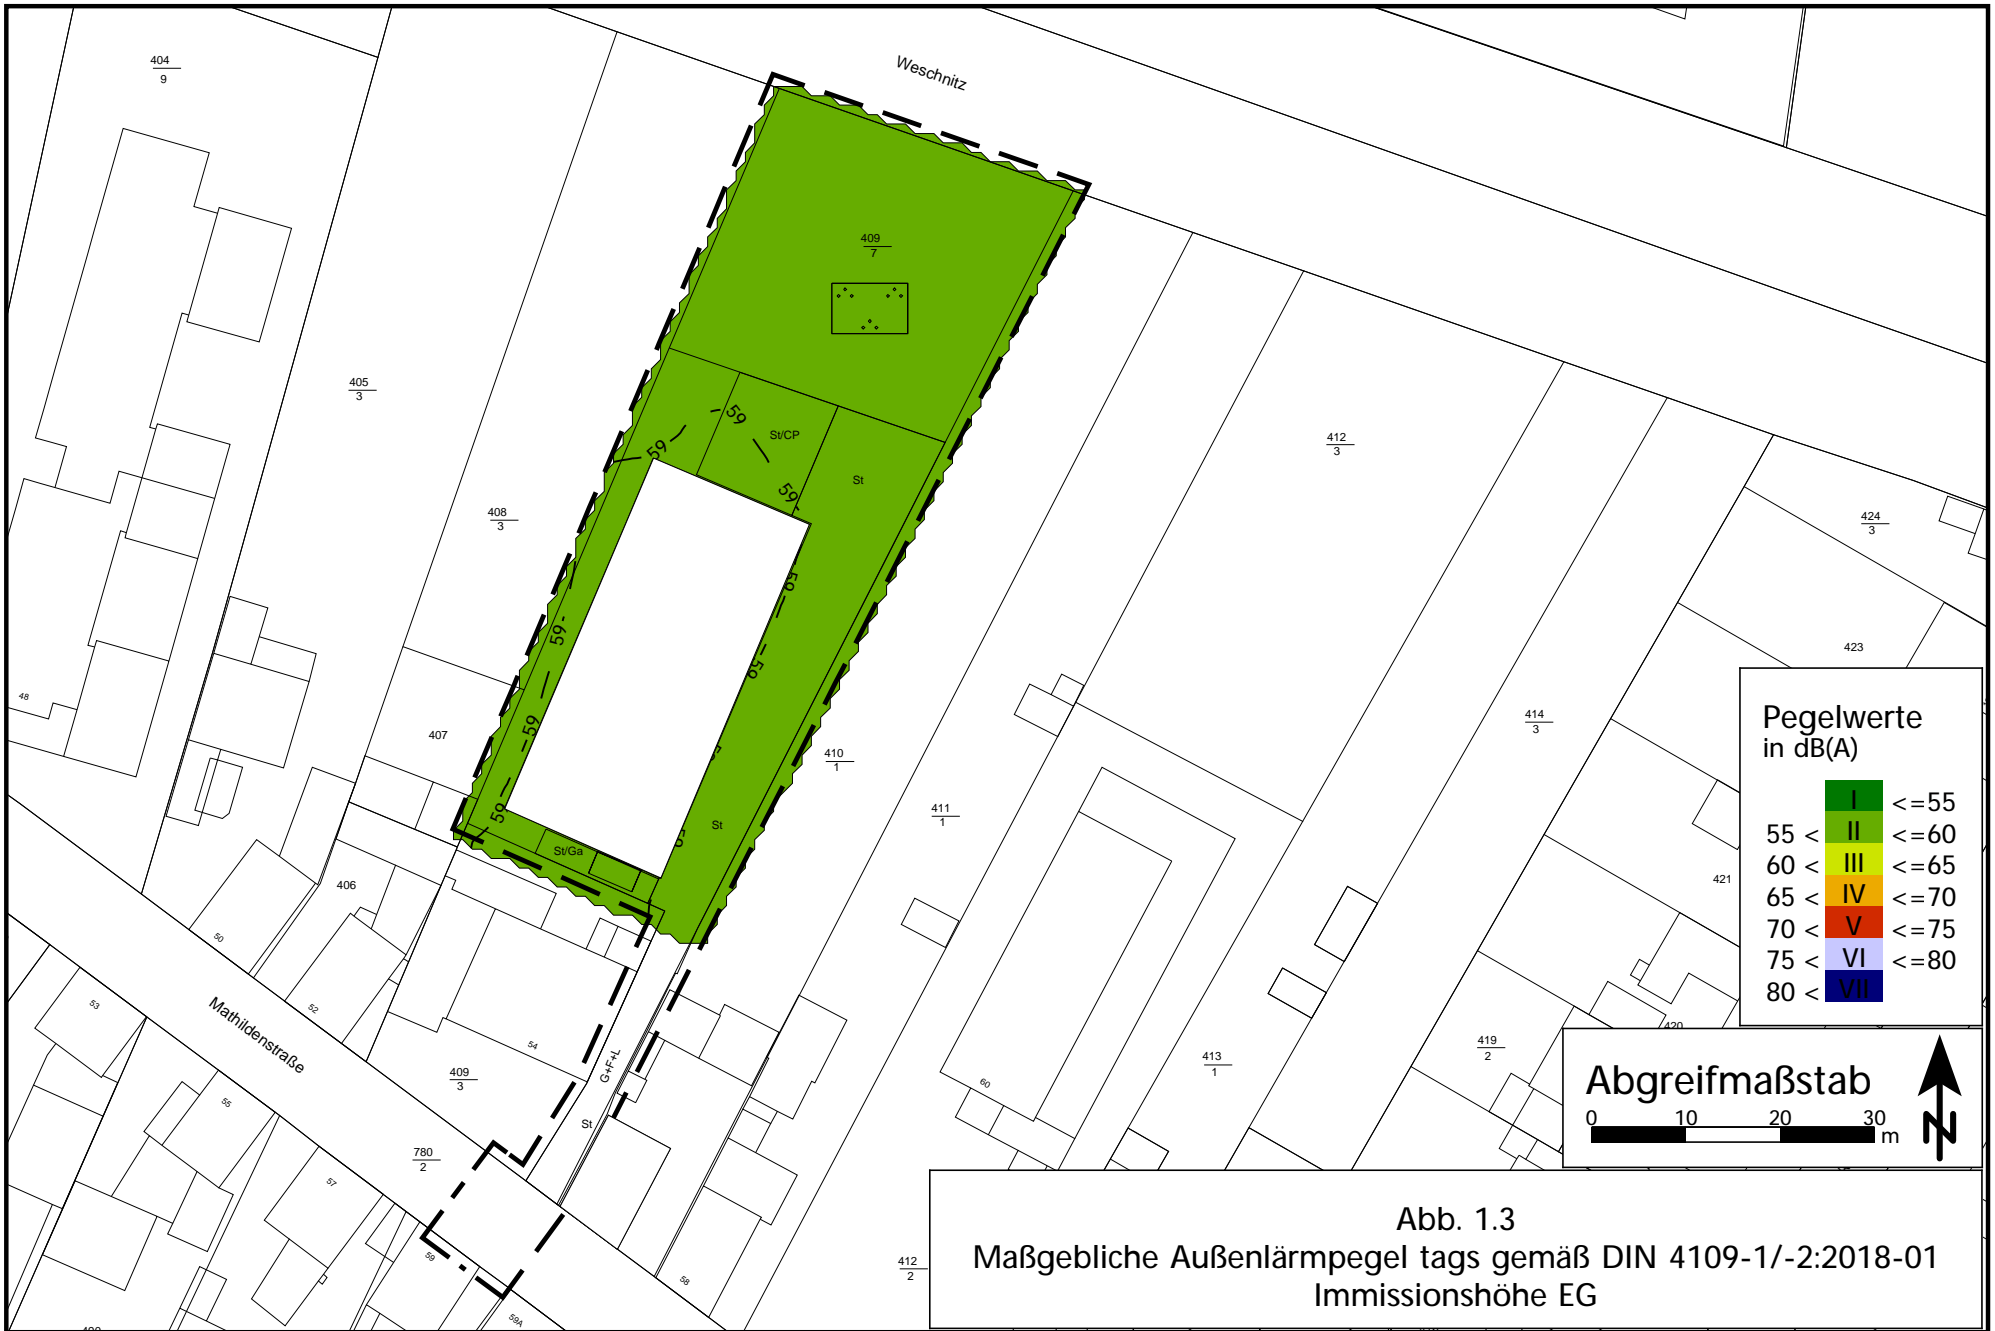 Weschnitz
404
9
409
7
405
3
59
St/CP
59
412
3
St
59
408
3
424
3
59
59
423
59
48
59
407
414
3
410
1
59
411
1
St
St/Ga
421
406
50
52
53
Mathildenstraße
54
420
419
2
G+F+L
413
1
409
3
60
55
St
780
2
57
59
412
2
58
59A
Pegelwerte
in dB(A)
I <=55
55 < II <=60
60 < III <=65
65 < IV <=70
70 < V <=75
75 < VI <=80
80 < VII
Abgreifmaßstab
0 10 20 30
m
N
Abb. 1.3
Maßgebliche Außenlärmpegel tags gemäß DIN 4109-1/-2:2018-01
Immissionshöhe EG